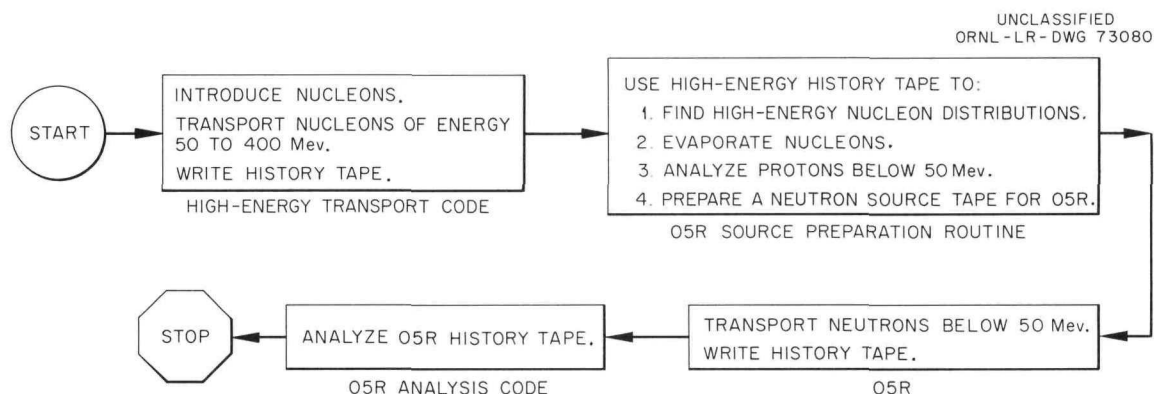 UNCLASSIFIED
ORNL-LR-DWG 73080
START
INTRODUCE NUCLEONS.
TRANSPORT NUCLEONS OF ENERGY
50 TO 400 Mev.
WRITE HISTORY TAPE.
HIGH-ENERGY TRANSPORT CODE
USE HIGH-ENERGY HISTORY TAPE TO:
1. FIND HIGH-ENERGY NUCLEON DISTRIBUTIONS.
2. EVAPORATE NUCLEONS.
3. ANALYZE PROTONS BELOW 50 Mev.
4. PREPARE A NEUTRON SOURCE TAPE FOR O5R.
O5R SOURCE PREPARATION ROUTINE
TRANSPORT NEUTRONS BELOW 50 Mev.
WRITE HISTORY TAPE.
O5R
ANALYZE O5R HISTORY TAPE.
O5R ANALYSIS CODE
STOP